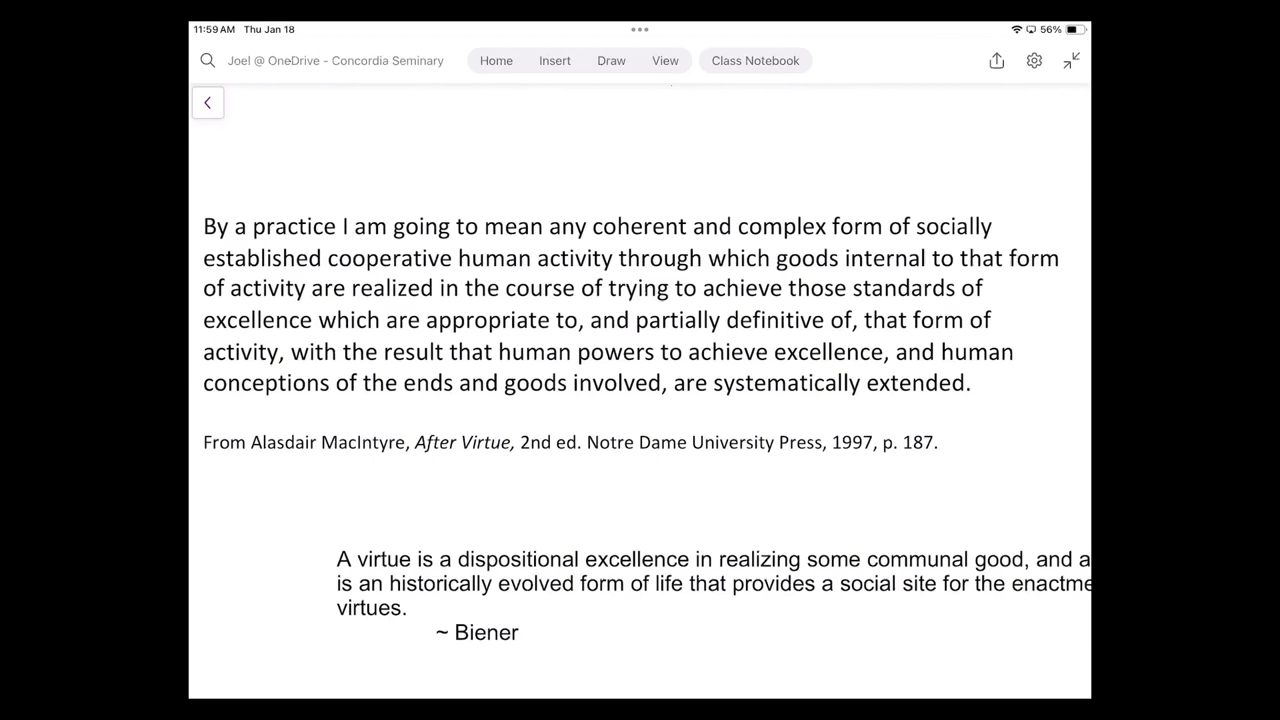 11:59 AM Thu Jan 18
56%
Joel @ OneDrive - Concordia Seminary
Home
Insert
Draw
View
Class Notebook
By a practice I am going to mean any coherent and complex form of socially
established cooperative human activity through which goods internal to that form
of activity are realized in the course of trying to achieve those standards of
excellence which are appropriate to, and partially definitive of, that form of
activity, with the result that human powers to achieve excellence, and human
conceptions of the ends and goods involved, are systematically extended.
From Alasdair MacIntyre, After Virtue, 2nd ed. Notre Dame University Press, 1997, p. 187.
A virtue is a dispositional excellence in realizing some communal good, and a
is an historically evolved form of life that provides a social site for the enactme
virtues.
~ Biener